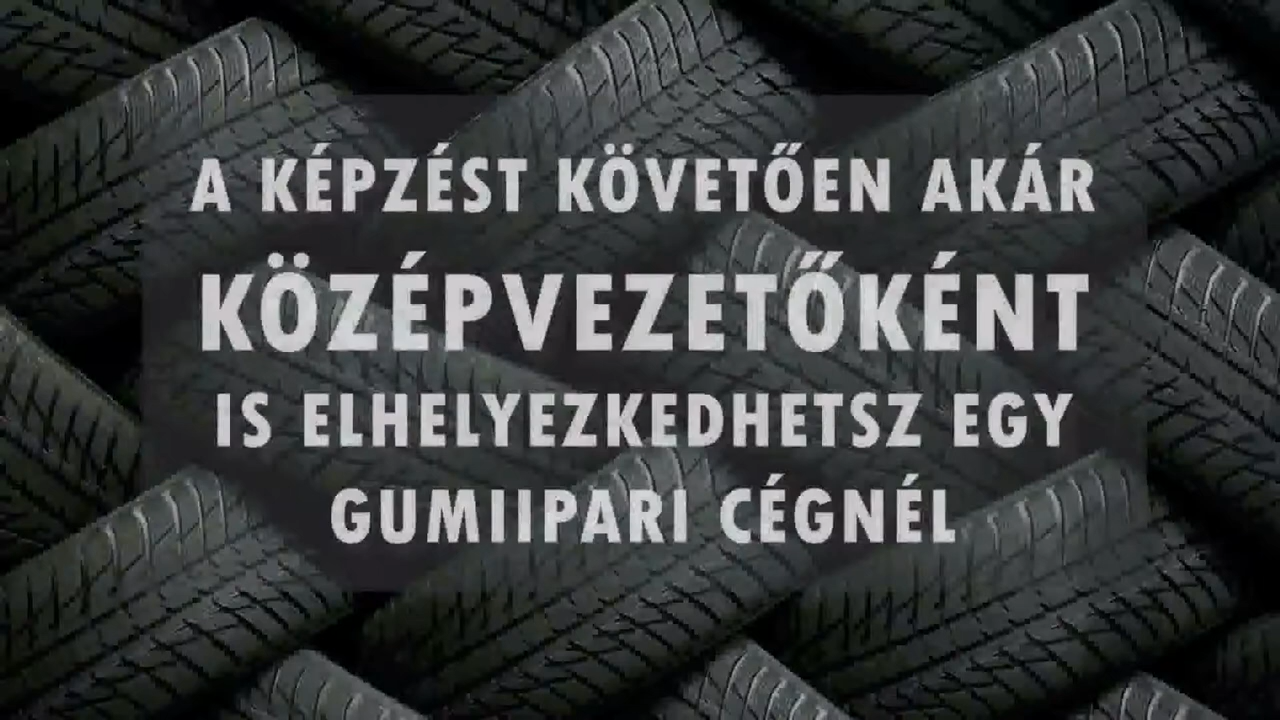 A KÉPZÉST KÖVETŐEN AKÁR
KÖZÉPVEZETŐKÉNT
IS ELHELYEZKEDHETSZ EGY
GUMIIPARI CÉGNÉL